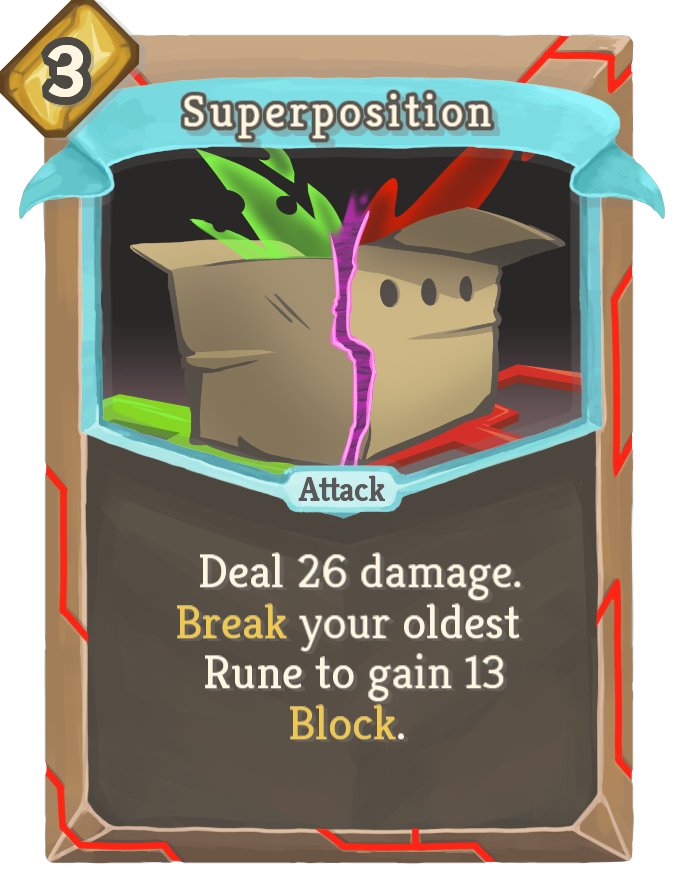 3
Superposition
Attack
Deal 26 damage.
Break your oldest
Rune to gain 13
Block.